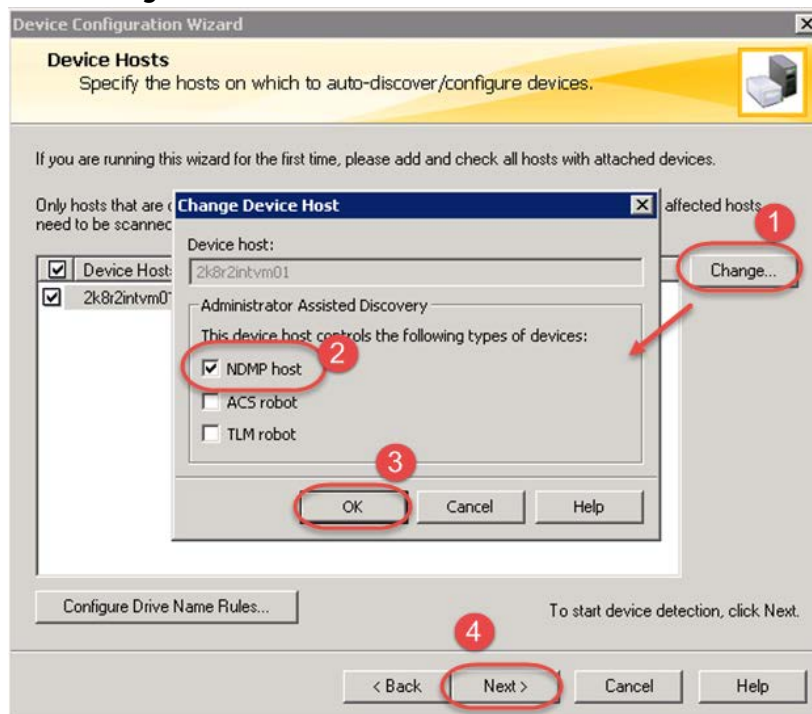 Device Configuration Wizard
Device Hosts
Specify the hosts on which to auto-discover/configure devices.
If you are running this wizard for the first time, please add and check all hosts with attached devices.
Only hosts that are
affected hosts
need to be scanned
1
Device Host
Change...
2k8r2intvm01
Change Device Host
Device host:
2k8r2intvm01
Administrator Assisted Discovery
This device host controls the following types of devices:
2
NDMP host
ACS robot
TLM robot
3
OK
Cancel
Help
Configure Drive Name Rules...
To start device detection, click Next.
4
< Back
Next >
Cancel
Help